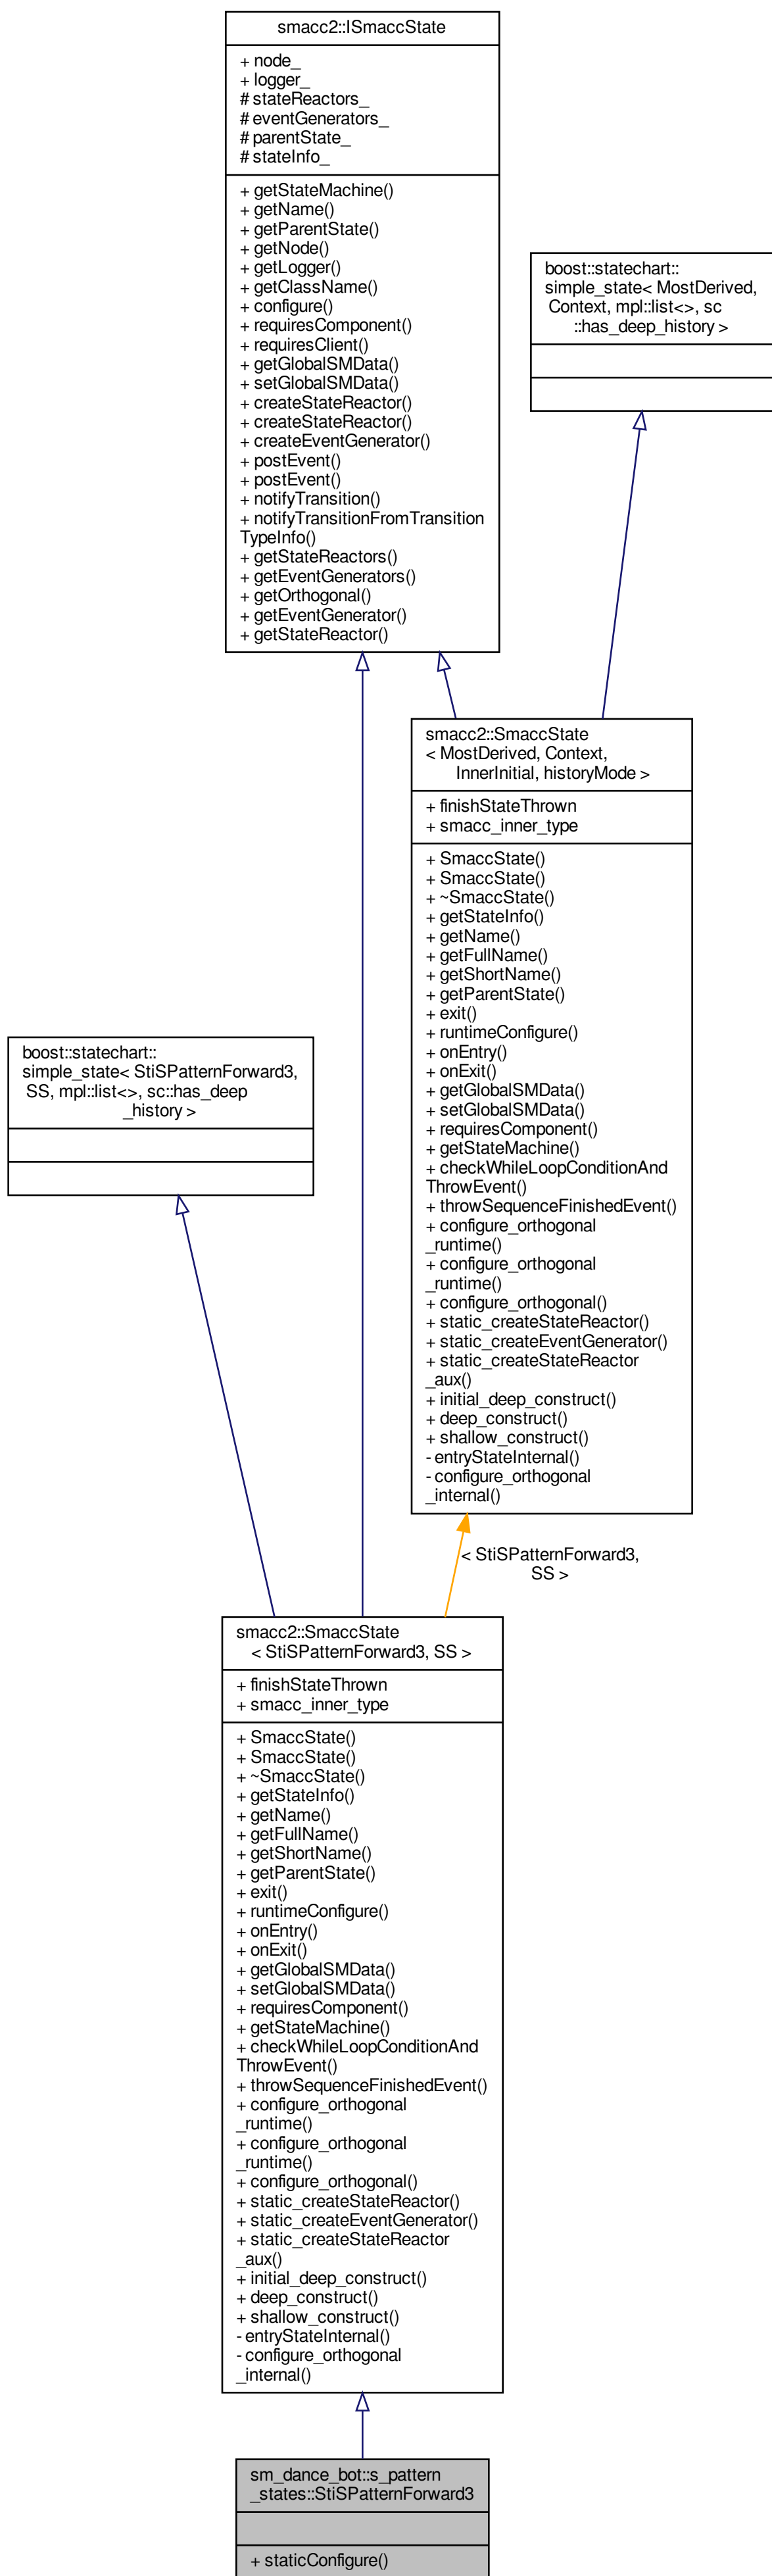 smacc2::ISmaccState
+ node_
+ logger_
# stateReactors_
# eventGenerators_
# parentState_
# stateInfo_
+ getStateMachine()
+ getName()
+ getParentState()
+ getNode()
+ getLogger()
+ getClassName()
+ configure()
+ requiresComponent()
+ requiresClient()
+ getGlobalSMData()
+ setGlobalSMData()
+ createStateReactor()
+ createStateReactor()
+ createEventGenerator()
+ postEvent()
+ postEvent()
+ notifyTransition()
+ notifyTransitionFromTransition
TypeInfo()
+ getStateReactors()
+ getEventGenerators()
+ getOrthogonal()
+ getEventGenerator()
+ getStateReactor()
boost::statechart::
simple_state< MostDerived,
Context, mpl::list<>, sc
::has_deep_history >
smacc2::SmaccState
< MostDerived, Context,
InnerInitial, historyMode >
+ finishStateThrown
+ smacc_inner_type
+ SmaccState()
+ SmaccState()
+ ~SmaccState()
+ getStateInfo()
+ getName()
+ getFullName()
+ getShortName()
+ getParentState()
+ exit()
+ runtimeConfigure()
+ onEntry()
+ onExit()
+ getGlobalSMData()
+ setGlobalSMData()
+ requiresComponent()
+ getStateMachine()
+ checkWhileLoopConditionAnd
ThrowEvent()
+ throwSequenceFinishedEvent()
+ configure_orthogonal
_runtime()
+ configure_orthogonal
_runtime()
+ configure_orthogonal()
+ static_createStateReactor()
+ static_createEventGenerator()
+ static_createStateReactor
_aux()
+ initial_deep_construct()
+ deep_construct()
+ shallow_construct()
- entryStateInternal()
- configure_orthogonal
_internal()
boost::statechart::
simple_state< StiSPatternForward3,
SS, mpl::list<>, sc::has_deep
_history >
< StiSPatternForward3,
SS >
smacc2::SmaccState
< StiSPatternForward3, SS >
+ finishStateThrown
+ smacc_inner_type
+ SmaccState()
+ SmaccState()
+ ~SmaccState()
+ getStateInfo()
+ getName()
+ getFullName()
+ getShortName()
+ getParentState()
+ exit()
+ runtimeConfigure()
+ onEntry()
+ onExit()
+ getGlobalSMData()
+ setGlobalSMData()
+ requiresComponent()
+ getStateMachine()
+ checkWhileLoopConditionAnd
ThrowEvent()
+ throwSequenceFinishedEvent()
+ configure_orthogonal
_runtime()
+ configure_orthogonal
_runtime()
+ configure_orthogonal()
+ static_createStateReactor()
+ static_createEventGenerator()
+ static_createStateReactor
_aux()
+ initial_deep_construct()
+ deep_construct()
+ shallow_construct()
- entryStateInternal()
- configure_orthogonal
_internal()
sm_dance_bot::s_pattern
_states::StiSPatternForward3
+ staticConfigure()